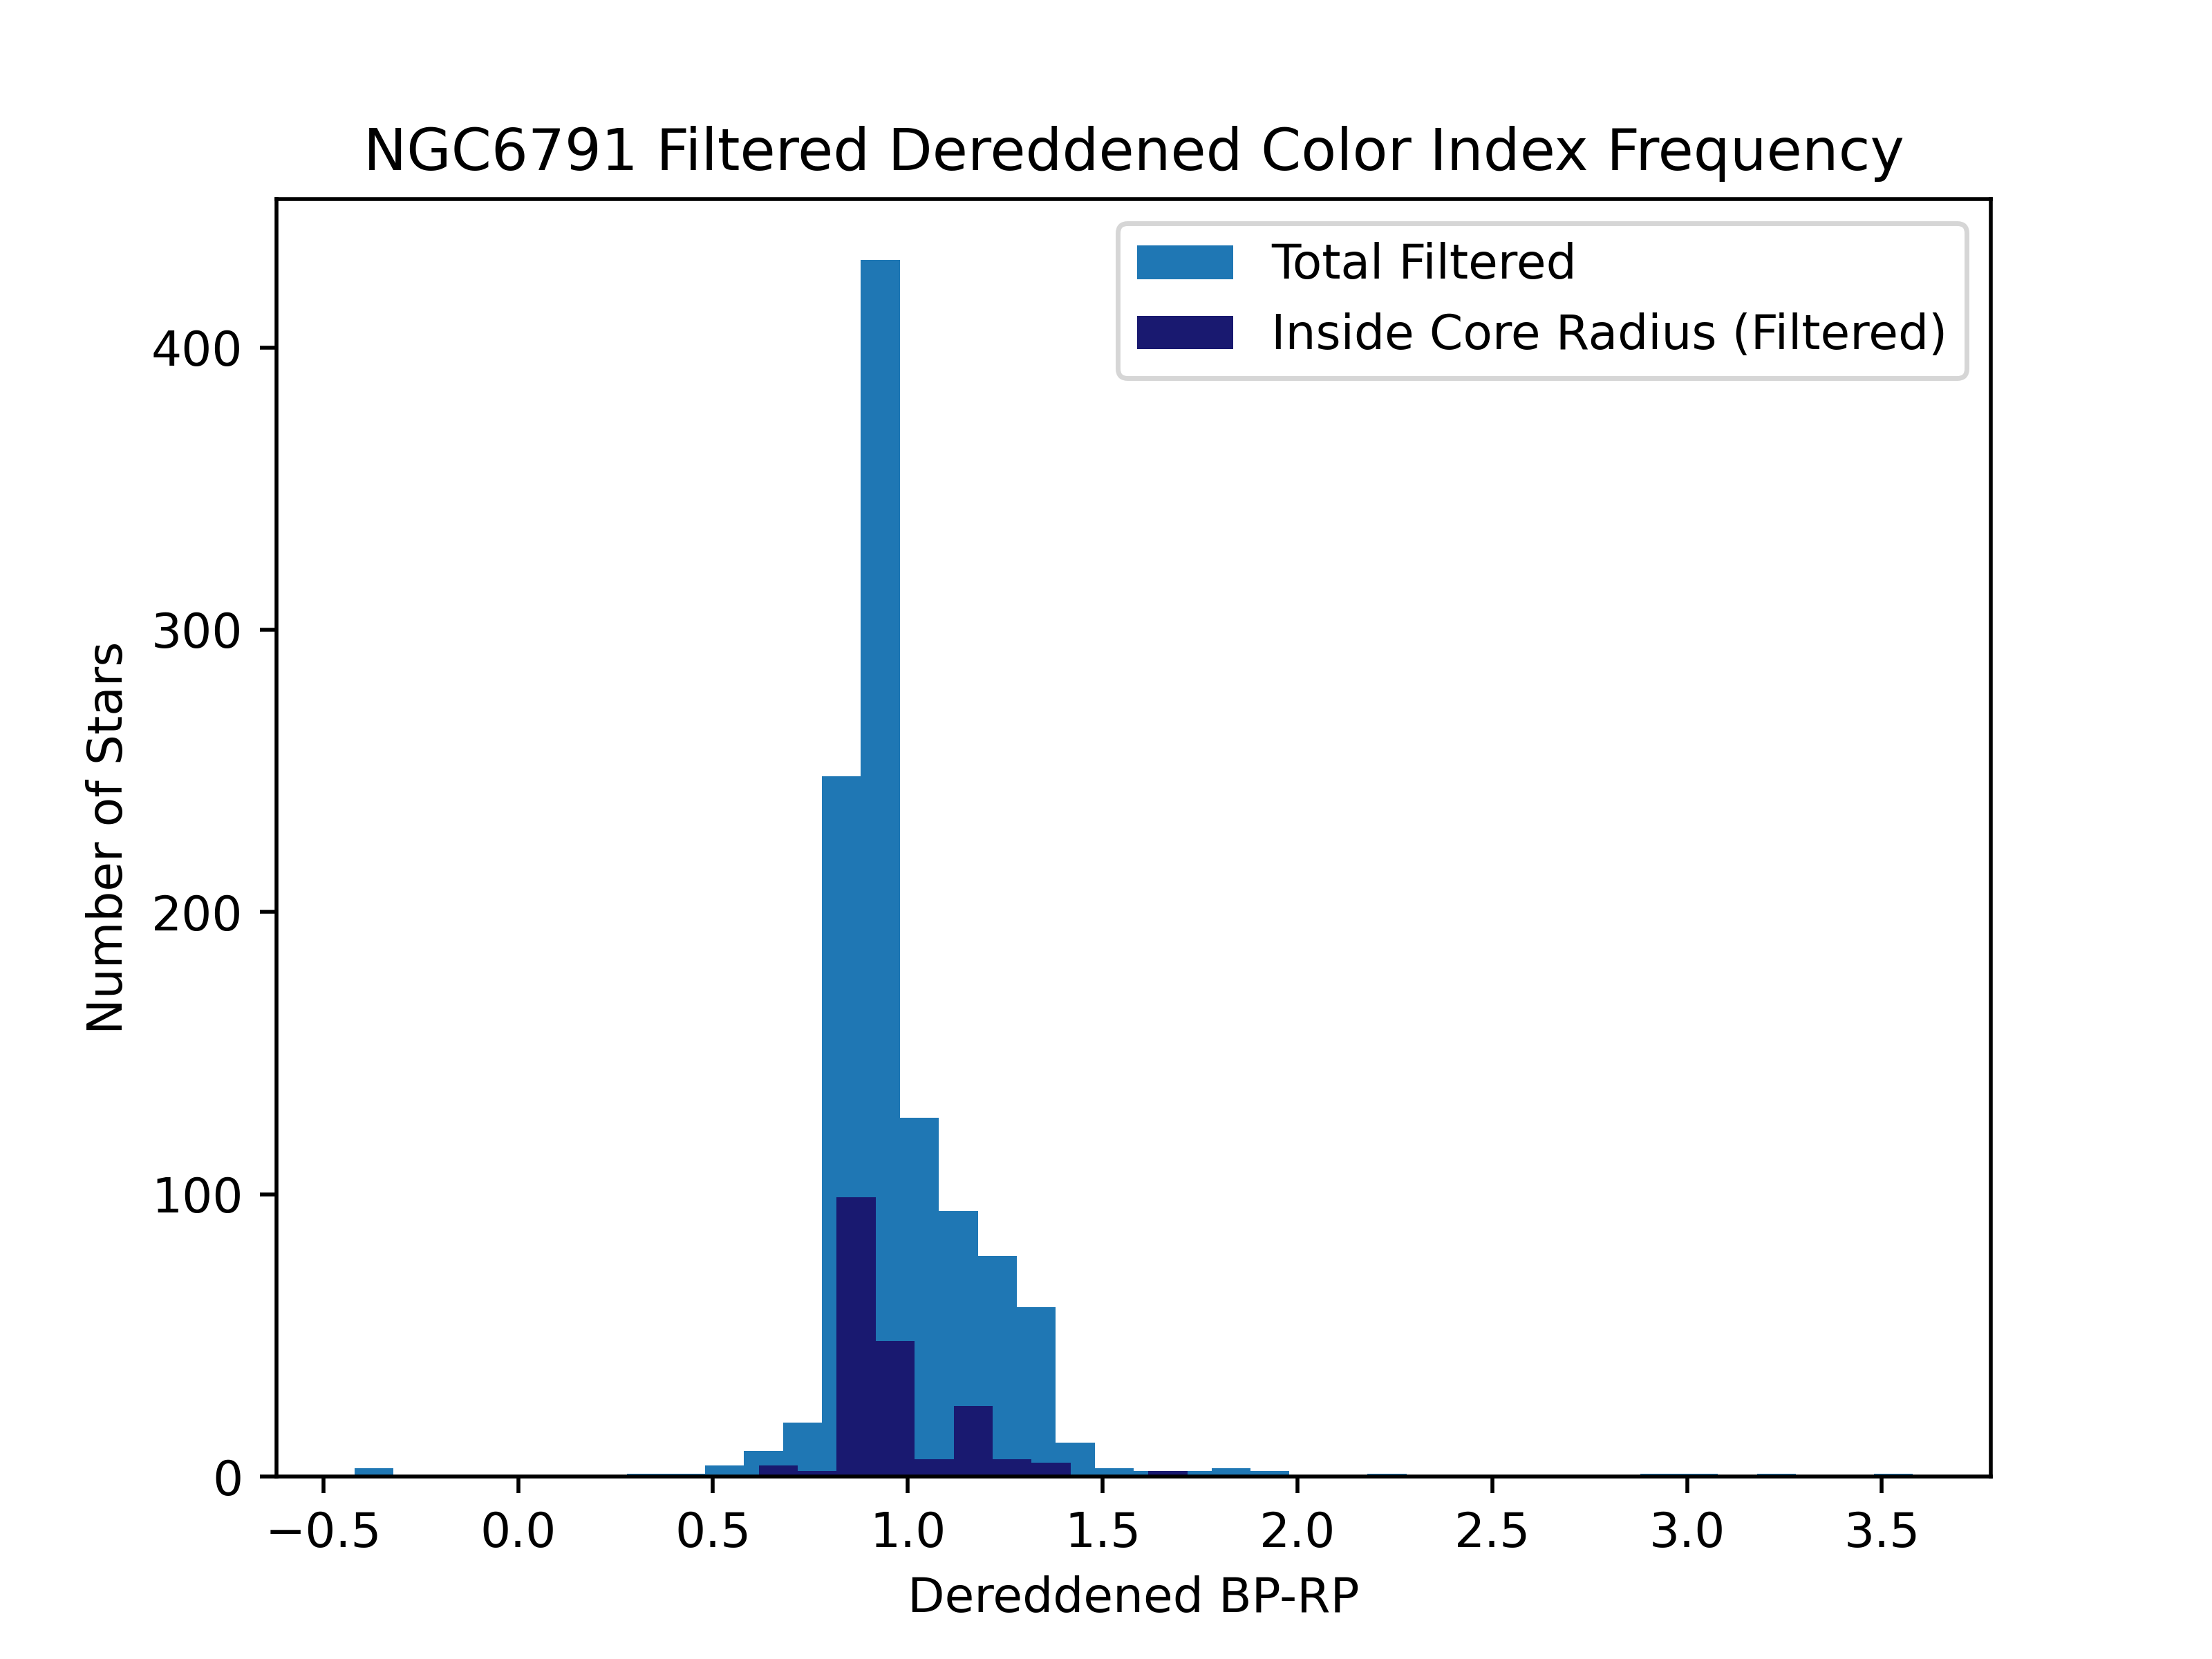 NGC6791 Filtered Dereddened Color Index Frequency
Total Filtered
Inside Core Radius (Filtered)
Number of Stars
400
300
200
100
0
−0.5 0.0 0.5 1.0 1.5 2.0 2.5 3.0 3.5
Dereddened BP-RP